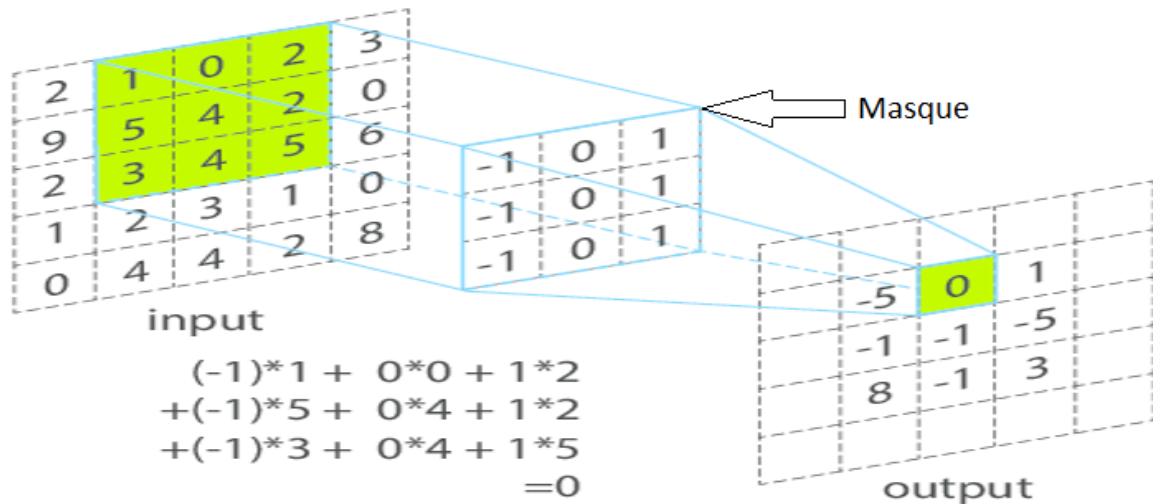 2 1 0 2 3
9 5 4 2 0
2 3 4 5 6
1 2 3 1 0
0 4 4 2 8
input
Masque
-1 0 1
-1 0 1
-1 0 1
-5 0 1
-1 -1 -5
8 -1 3
output
(-1)*1 + 0*0 + 1*2
+(-1)*5 + 0*4 + 1*2
+(-1)*3 + 0*4 + 1*5
=0